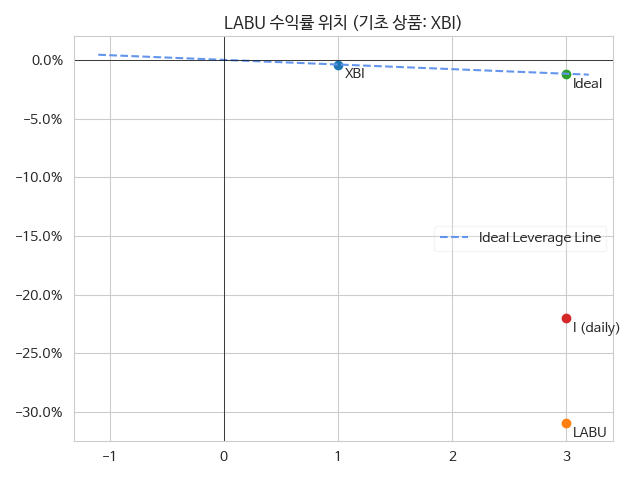 LABU 수익률 위치 (기초 상품: XBI)
0.0%
−5.0%
−10.0%
−15.0%
−20.0%
−25.0%
−30.0%
XBI
Ideal
Ideal Leverage Line
I (daily)
LABU
−1
0
1
2
3